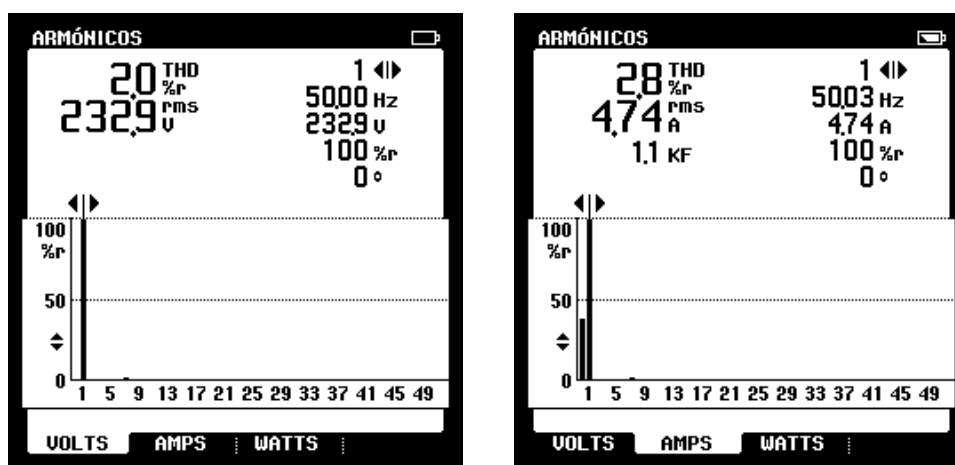 ARMÓNICOS
2.0 THD %r
232.9 rms V
1
50.00 Hz
232.9 V
100 %r
0 °
100
%r
50
0
1 5 9 13 17 21 25 29 33 37 41 45 49
VOLTS AMPS WATTS
ARMÓNICOS
2.8 THD %r
4.74 rms A
1.1 KF
1
50.03 Hz
4.74 A
100 %r
0 °
100
%r
50
0
1 5 9 13 17 21 25 29 33 37 41 45 49
VOLTS AMPS WATTS